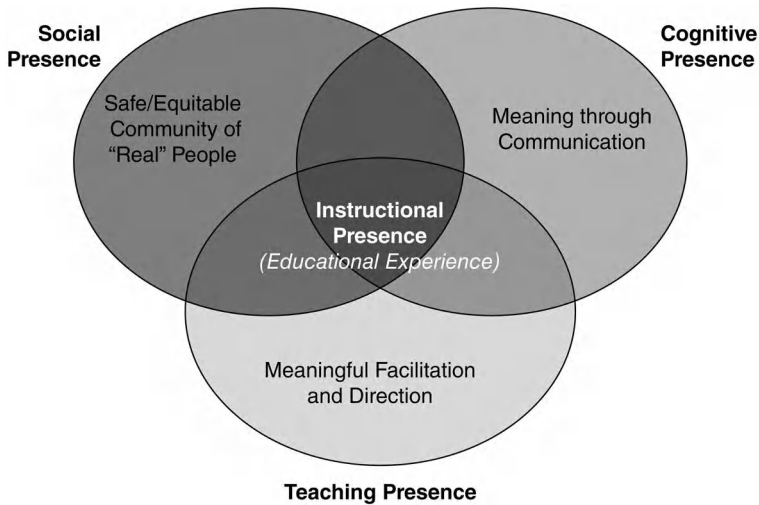 Social
Presence
Cognitive
Presence
Safe/Equitable
Community of
“Real” People
Meaning through
Communication
Instructional
Presence
(Educational Experience)
Meaningful Facilitation
and Direction
Teaching Presence